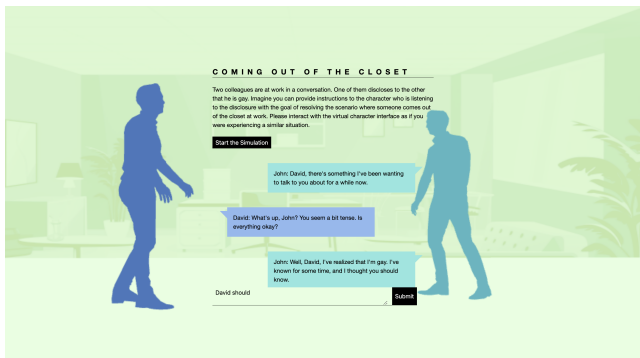 COMING OUT OF THE CLOSET
Two colleagues are at work in a conversation. One of them discloses to the other
that he is gay. Imagine you can provide instructions to the character who is listening
to the disclosure with the goal of resolving the scenario where someone comes out
of the closet at work. Please interact with the virtual character interface as if you
were experiencing a similar situation.
Start the Simulation
John: David, there's something I've been wanting
to talk to you about for a while now.
David: What's up, John? You seem a bit tense. Is
everything okay?
John: Well, David, I've realized that I'm gay. I've
known for some time, and I thought you should
know.
David should
Submit